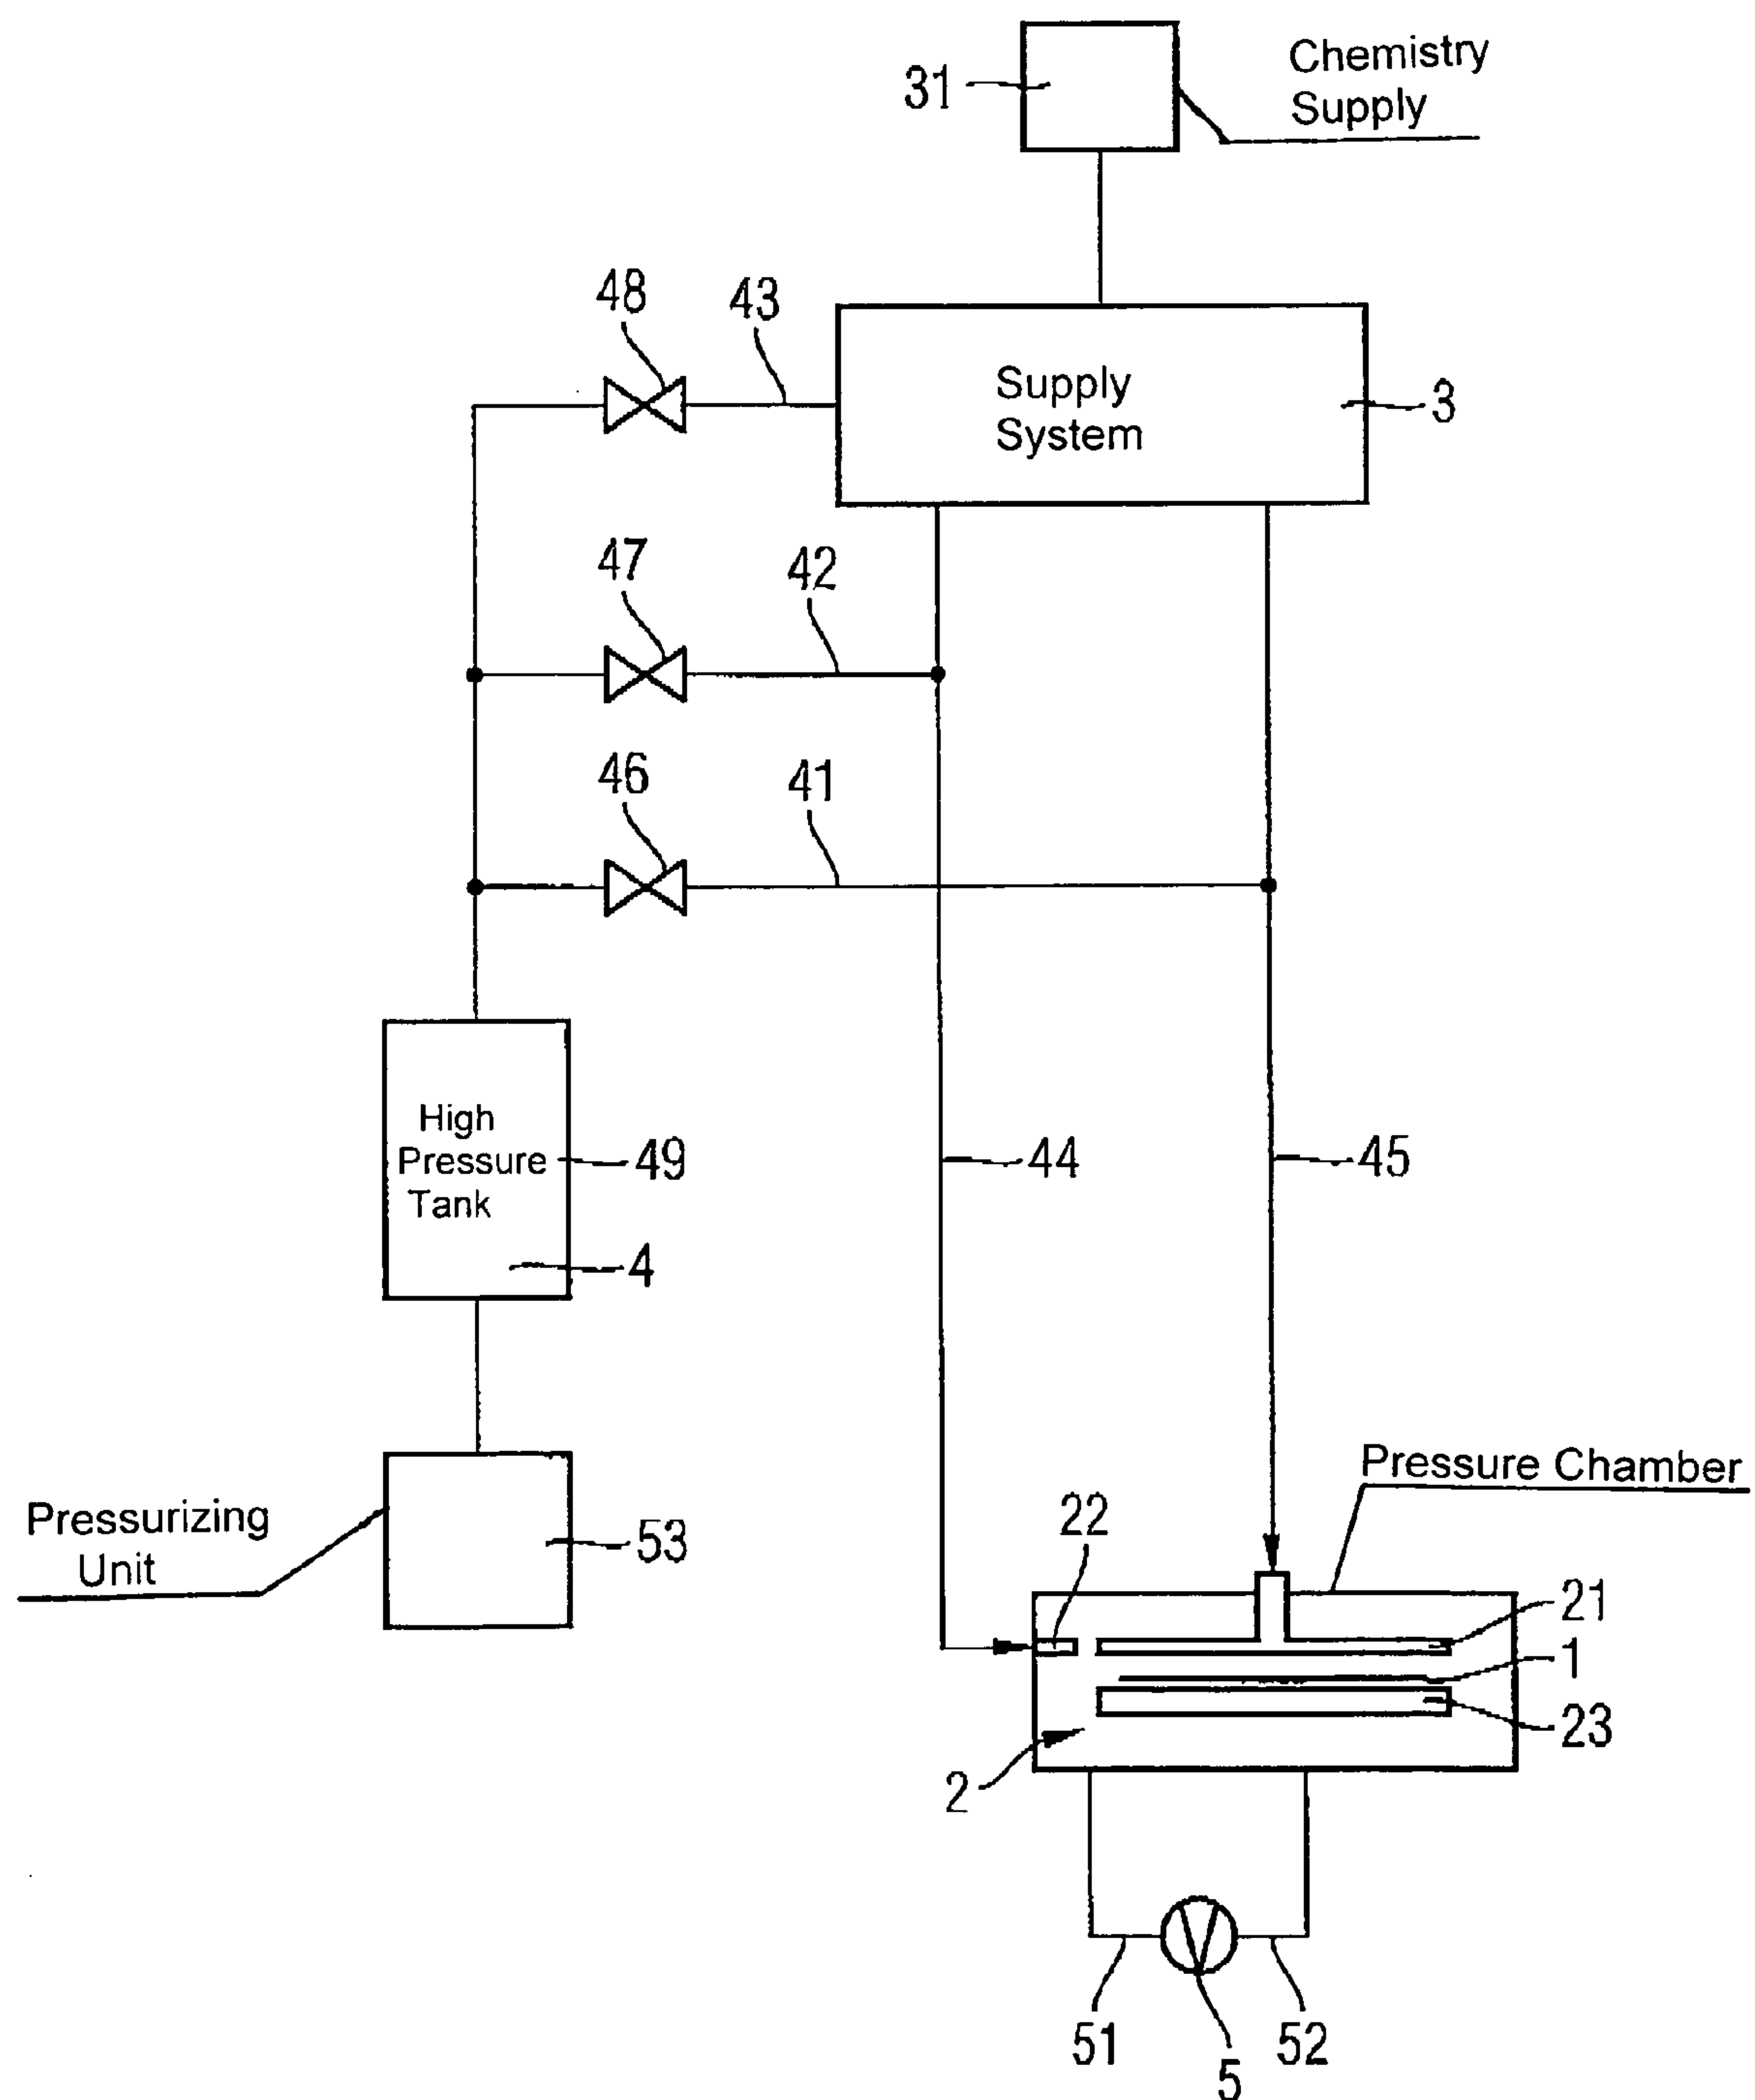 31
Chemistry
Supply
48
43
Supply
System
3
47
42
46
41
High
Pressure
Tank
49
44
45
4
Pressure Chamber
Pressurizing
Unit
53
22
21
1
23
2
51
5
52